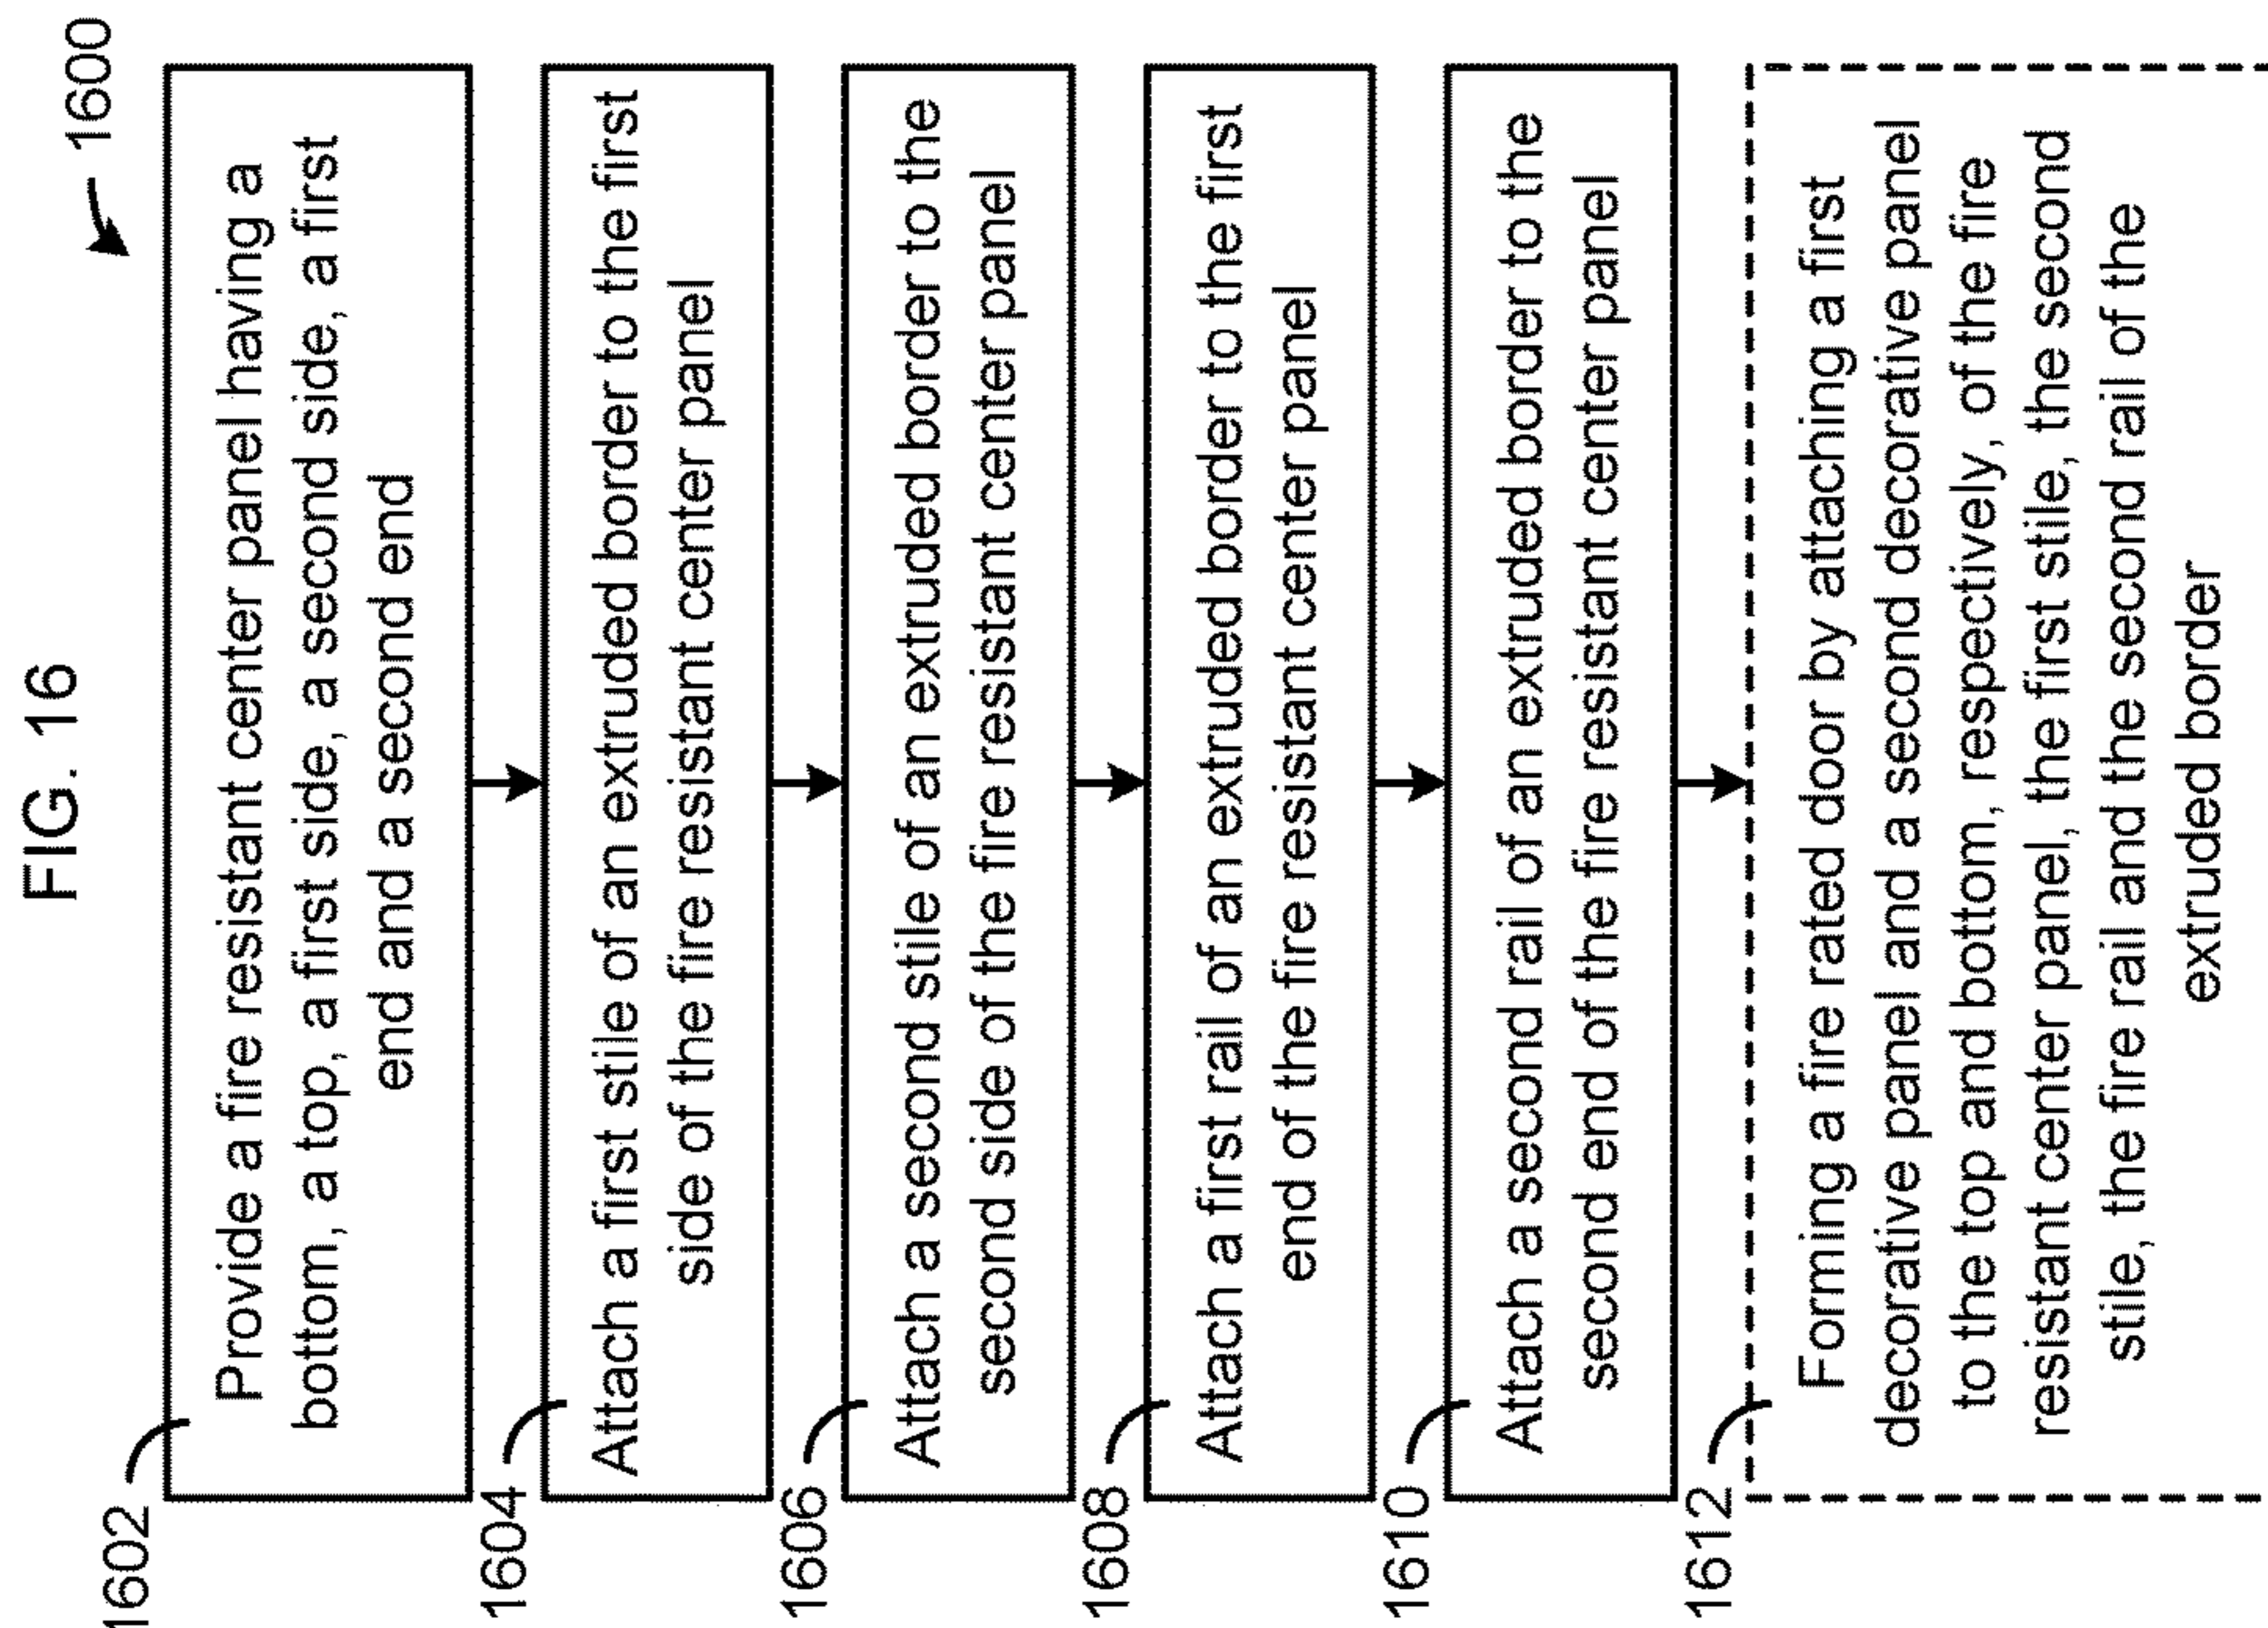 FIG. 16
1600
1602
Provide a fire resistant center panel having a
bottom, a top, a first side, a second side, a first
end and a second end
1604
Attach a first stile of an extruded border to the first
side of the fire resistant center panel
1606
Attach a second stile of an extruded border to the
second side of the fire resistant center panel
1608
Attach a first rail of an extruded border to the first
end of the fire resistant center panel
1610
Attach a second rail of an extruded border to the
second end of the fire resistant center panel
1612
Forming a fire rated door by attaching a first
decorative panel and a second decorative panel
to the top and bottom, respectively, of the fire
resistant center panel, the first stile, the second
stile, the fire rail and the second rail of the
extruded border